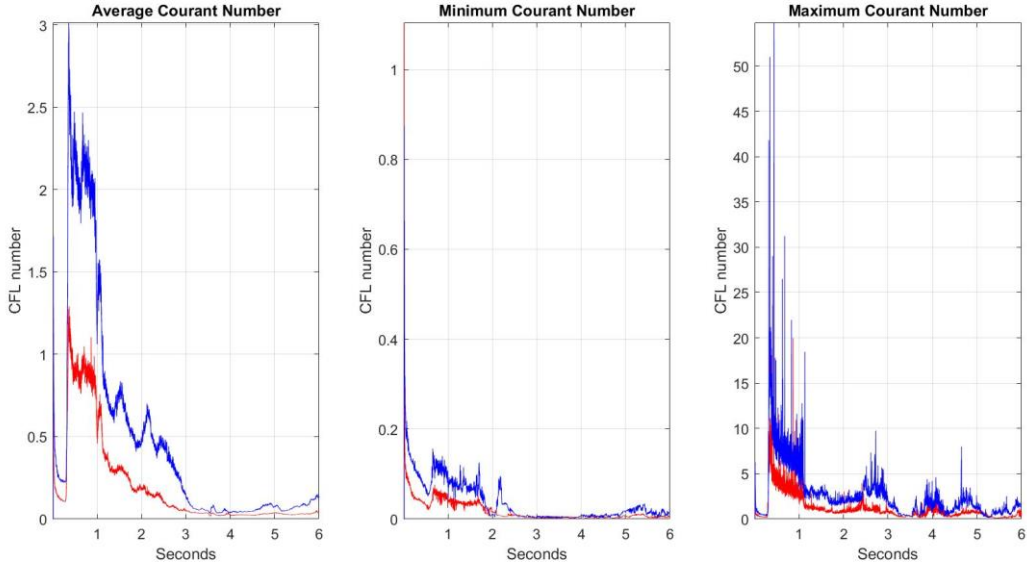 Average Courant Number
3
2.5
2
1.5
1
0.5
0
CFL number
1 2 3 4 5 6
Seconds
Minimum Courant Number
1
0.8
0.6
0.4
0.2
0
CFL number
1 2 3 4 5 6
Seconds
Maximum Courant Number
50
45
40
35
30
25
20
15
10
5
0
CFL number
1 2 3 4 5 6
Seconds